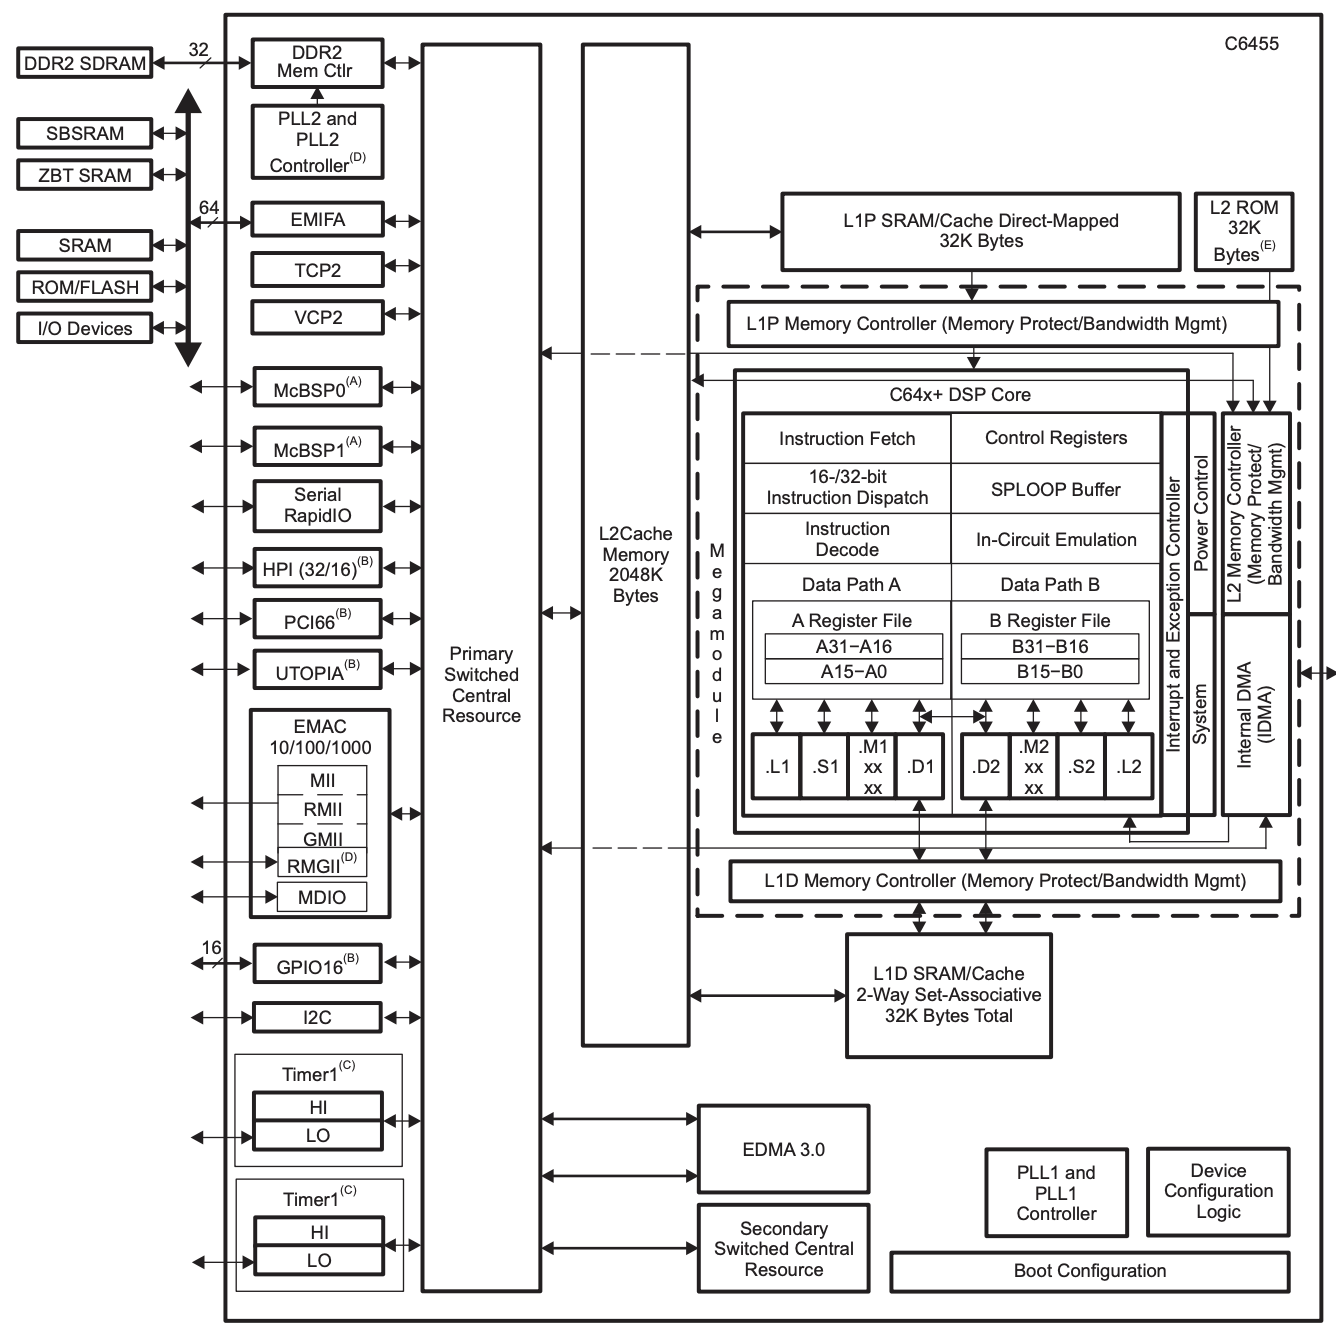 C6455
32
DDR2 SDRAM
DDR2
Mem Ctlr
PLL2 and
PLL2
Controller(D)
SBSRAM
ZBT SRAM
64
EMIFA
SRAM
TCP2
ROM/FLASH
VCP2
I/O Devices
McBSP0(A)
McBSP1(A)
Serial
RapidIO
HPI (32/16)(B)
PCI66(B)
UTOPIA(B)
EMAC
10/100/1000
MII
RMII
GMII
RMGII(D)
MDIO
16
GPIO16(B)
I2C
Timer1(C)
HI
LO
Timer1(C)
HI
LO
Primary
Switched
Central
Resource
L2Cache
Memory
2048K
Bytes
L1P SRAM/Cache Direct-Mapped
32K Bytes
L2 ROM
32K
Bytes(E)
L1P Memory Controller (Memory Protect/Bandwidth Mgmt)
Megamodule
C64x+ DSP Core
Instruction Fetch
Control Registers
16-/32-bit
Instruction Dispatch
SPLOOP Buffer
Instruction
Decode
In-Circuit Emulation
Data Path A
Data Path B
A Register File
A31−A16
A15−A0
B Register File
B31−B16
B15−B0
.L1
.S1
.M1
xx
xx
.D1
.D2
.M2
xx
xx
.S2
.L2
Interrupt and Exception Controller
Power Control
System
L2 Memory Controller
(Memory Protect/
Bandwidth Mgmt)
Internal DMA
(IDMA)
L1D Memory Controller (Memory Protect/Bandwidth Mgmt)
L1D SRAM/Cache
2-Way Set-Associative
32K Bytes Total
EDMA 3.0
Secondary
Switched Central
Resource
PLL1 and
PLL1
Controller
Device
Configuration
Logic
Boot Configuration